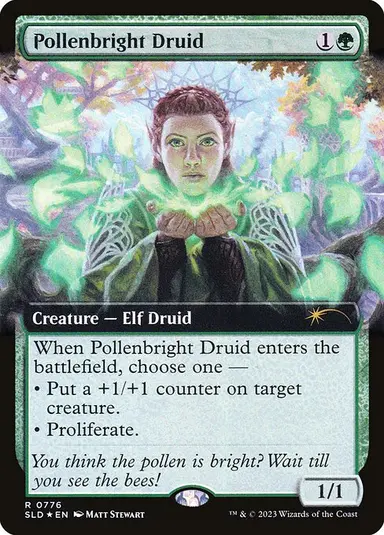 Pollenbright Druid 1
Creature — Elf Druid
When Pollenbright Druid enters the
battlefield, choose one —
• Put a +1/+1 counter on target
creature.
• Proliferate.
You think the pollen is bright? Wait till
you see the bees!
1/1
R 0776
SLD★EN Matt Stewart
™ & © 2023 Wizards of the Coast